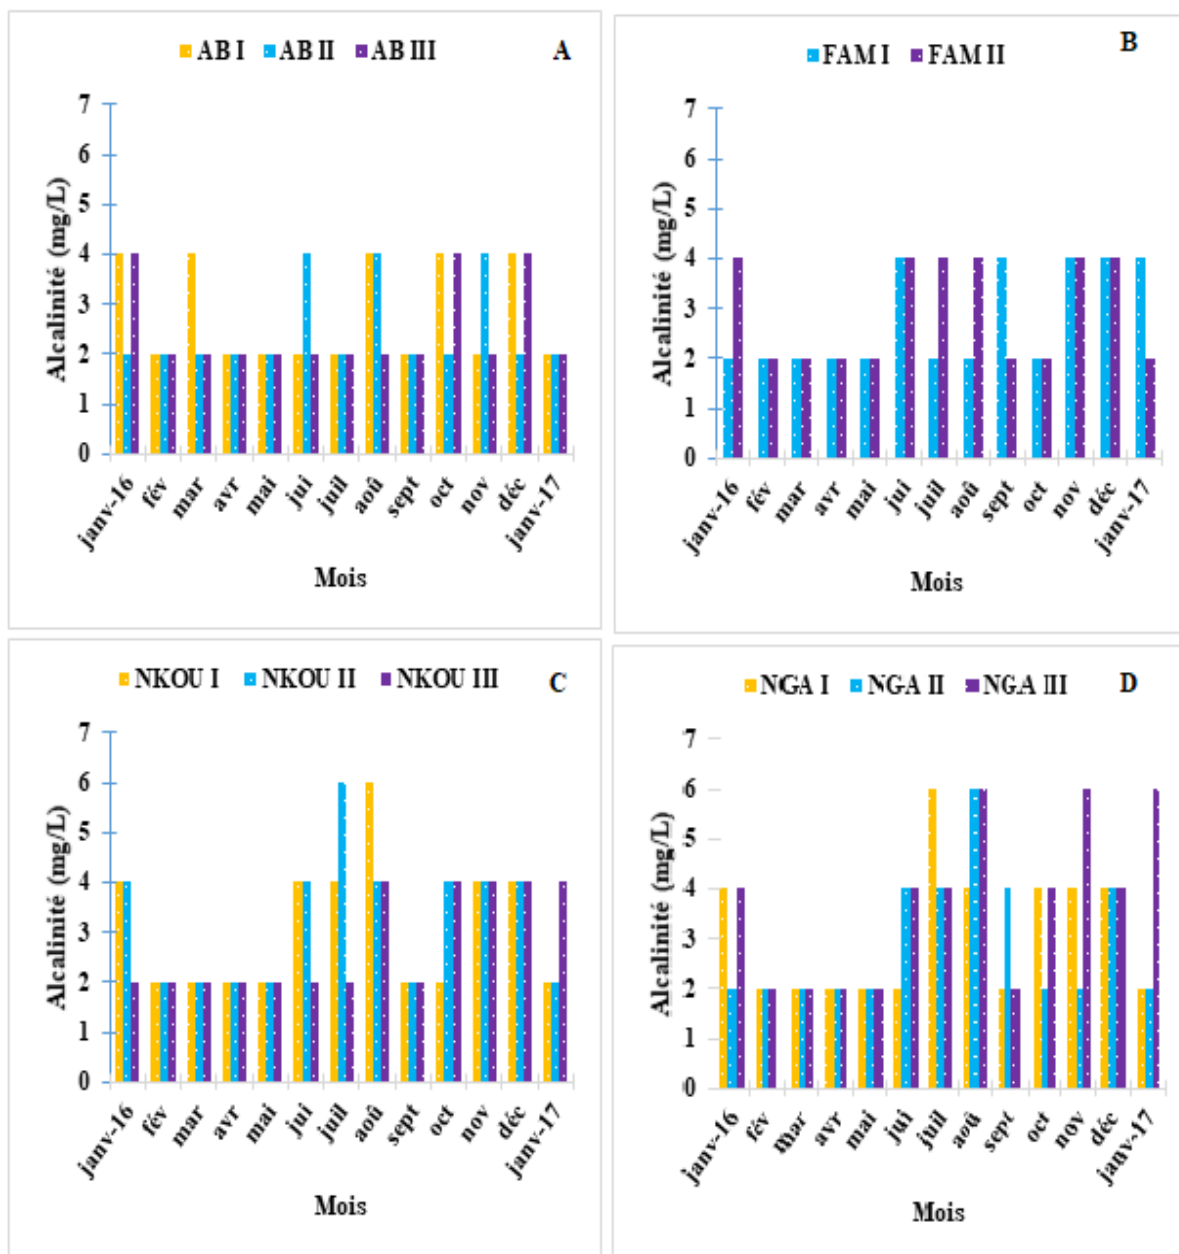 AB I AB II AB III A
Alcalinité (mg/L)
7
6
5
4
3
2
1
0
janv-16 fév mar avr mai jui juil aoû sept oct nov déc janv-17
Mois
FAM I FAM II B
Alcalinité (mg/L)
7
6
5
4
3
2
1
0
janv-16 fév mar avr mai jui juil aoû sept oct nov déc janv-17
Mois
NKOU I NKOU II NKOU III C
Alcalinité (mg/L)
7
6
5
4
3
2
1
0
janv-16 fév mar avr mai jui juil aoû sept oct nov déc janv-17
Mois
NGA I NGA II NGA III D
Alcalinité (mg/L)
7
6
5
4
3
2
1
0
janv-16 fév mar avr mai jui juil aoû sept oct nov déc janv-17
Mois